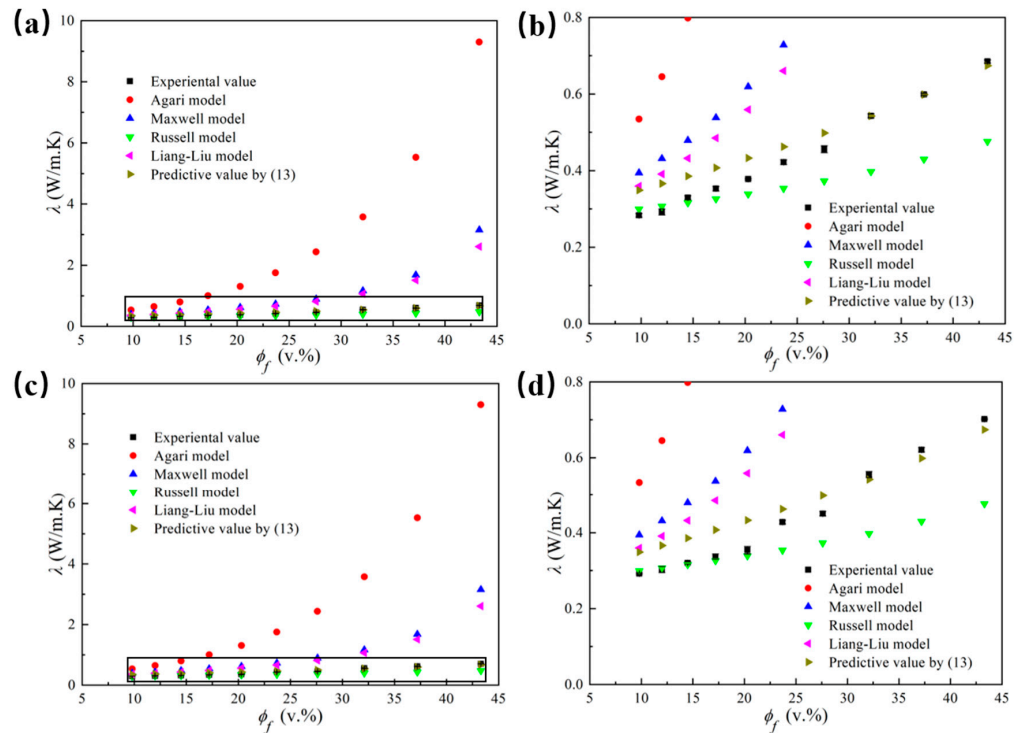 (a)
10
8
6
4
2
0
λ (W/m.K)
Experiental value
Agari model
Maxwell model
Russell model
Liang-Liu model
Predictive value by (13)
5 10 15 20 25 30 35 40 45
ϕf (v.%)
(b)
0.8
0.6
0.4
0.2
0.0
λ (W/m.K)
Experiental value
Agari model
Maxwell model
Russell model
Liang-Liu model
Predictive value by (13)
5 10 15 20 25 30 35 40 45
ϕf (v.%)
(c)
10
8
6
4
2
0
λ (W/m.K)
Experiental value
Agari model
Maxwell model
Russell model
Liang-Liu model
Predictive value by (13)
5 10 15 20 25 30 35 40 45
ϕf (v.%)
(d)
0.8
0.6
0.4
0.2
0.0
λ (W/m.K)
Experiental value
Agari model
Maxwell model
Russell model
Liang-Liu model
Predictive value by (13)
5 10 15 20 25 30 35 40 45
ϕf (v.%)